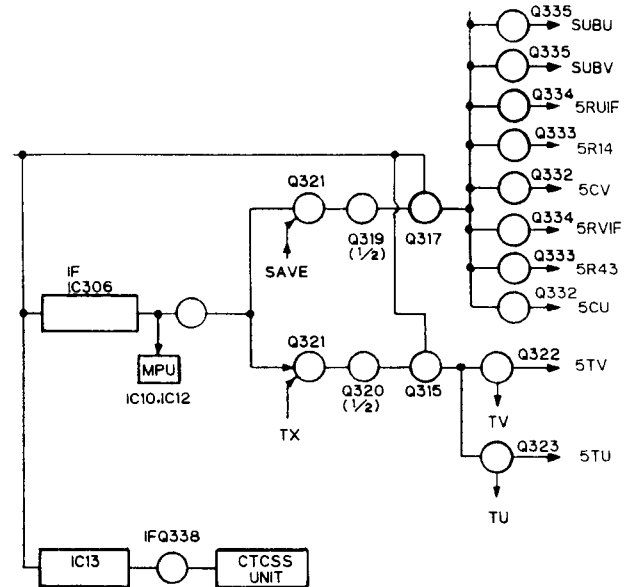 Q335
SUBU
Q335
SUBV
Q334
5RUIF
Q333
5R14
Q321
Q332
5CV
Q319
(1/2)
Q317
Q334
5RVIF
SAVE
Q333
5R43
IF
IC306
Q332
5CU
Q321
MPU
Q322
5TV
IC10,IC12
Q320
(1/2)
Q315
TX
TV
Q323
5TU
TU
IFQ338
IC13
CTCSS
UNIT